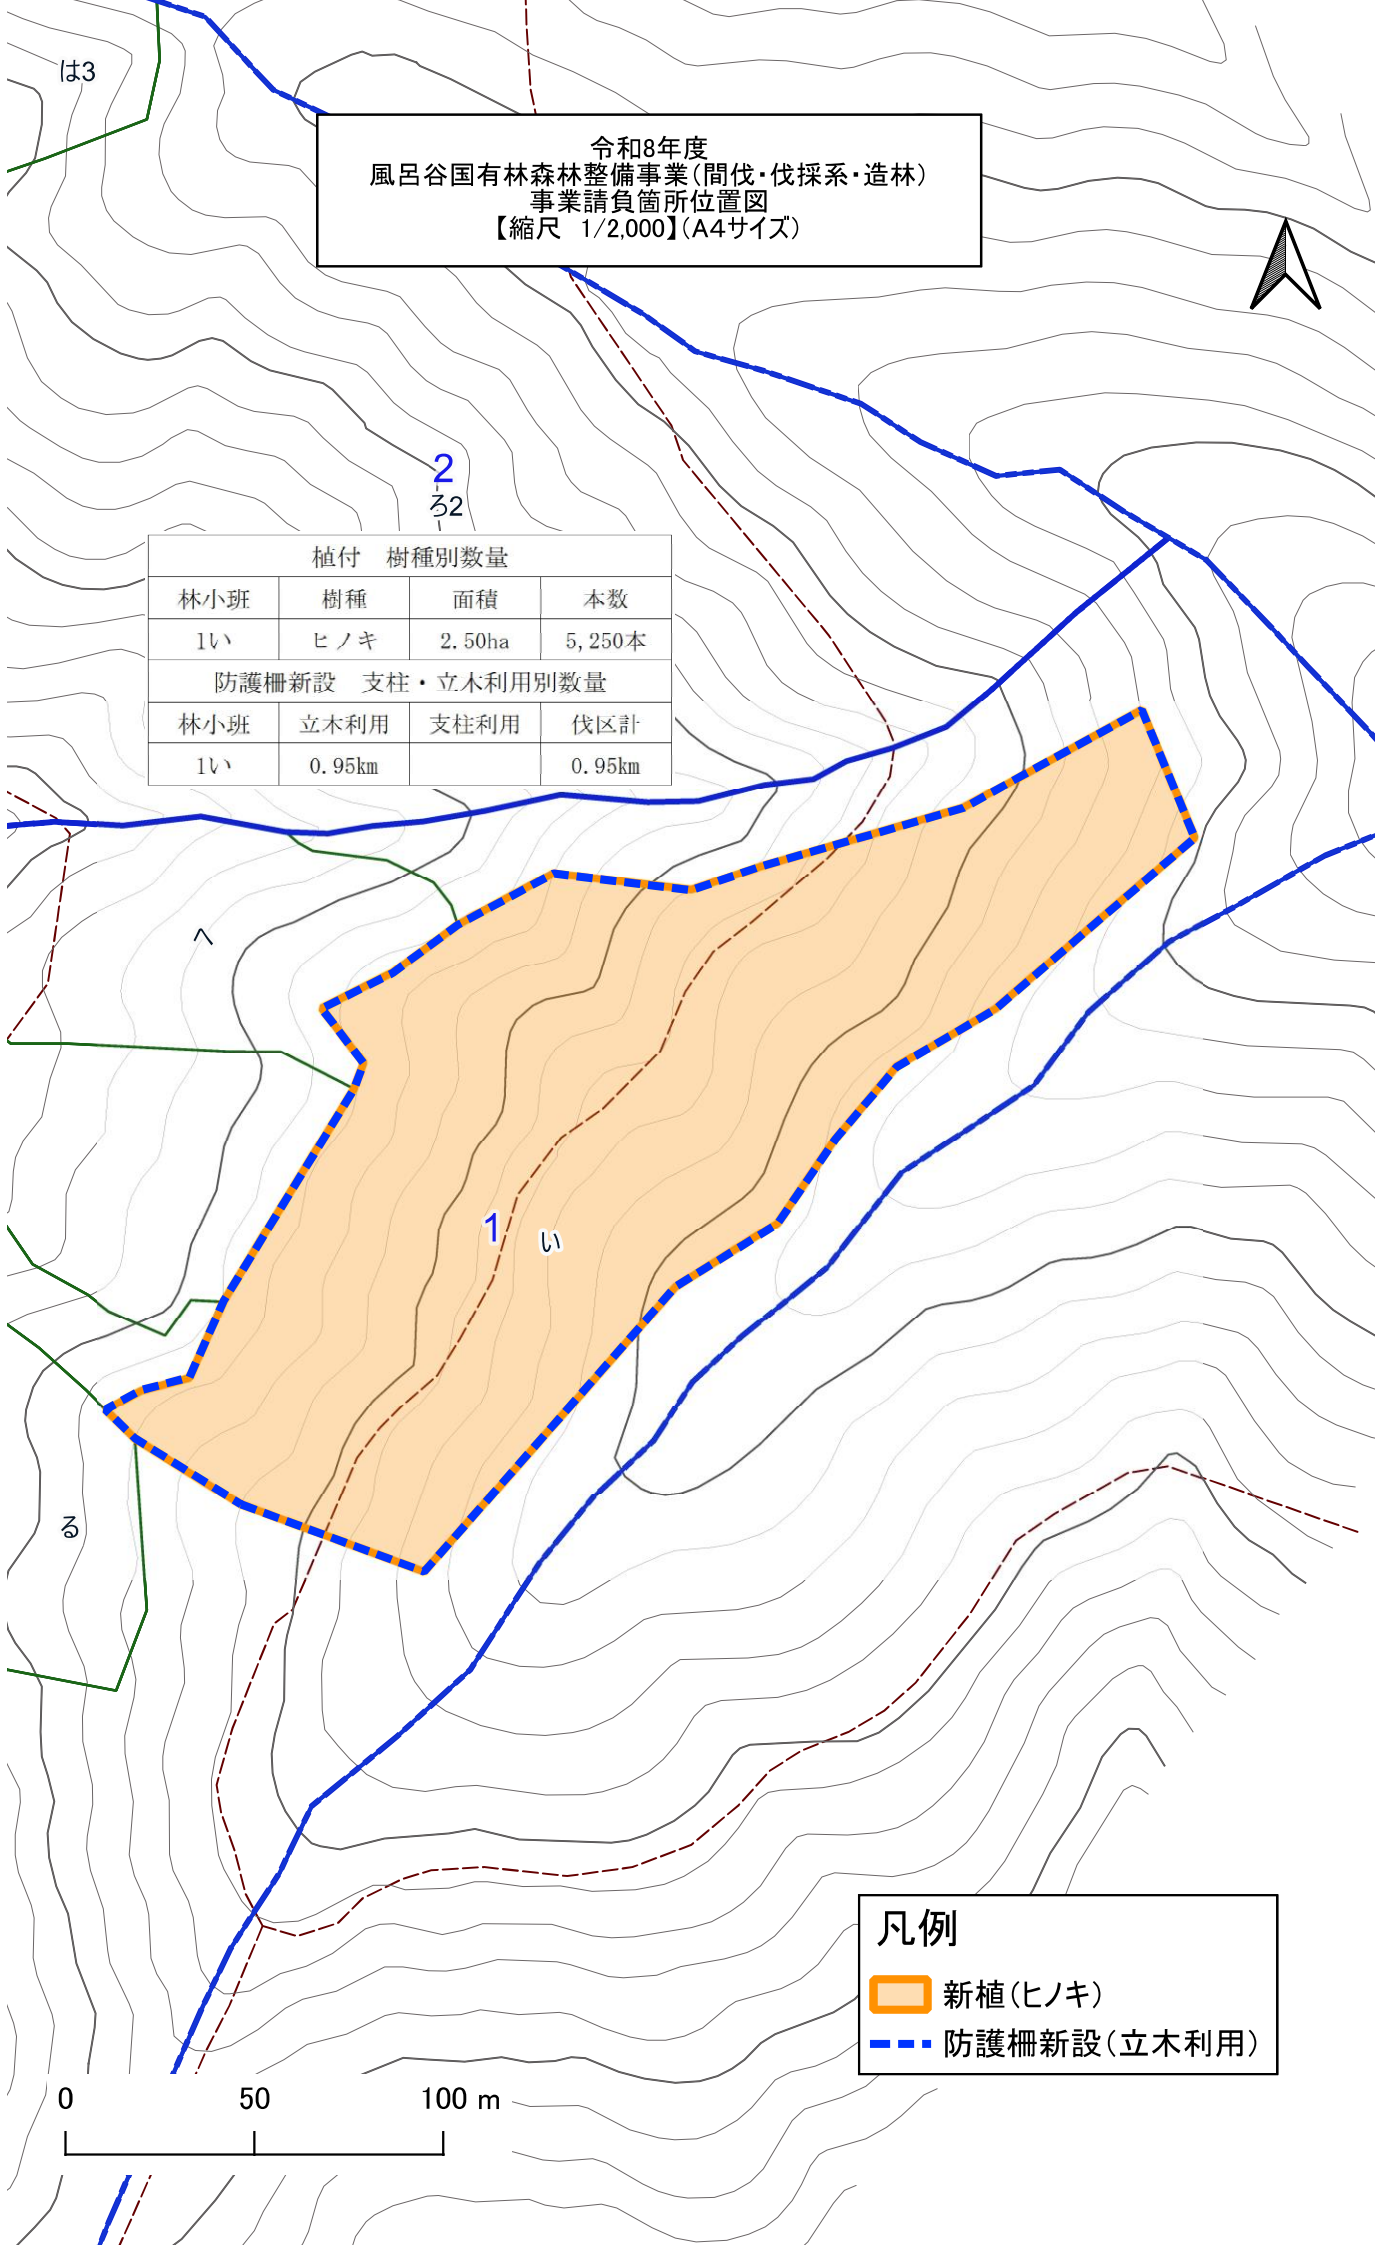 は3
令和8年度
風呂谷国有林森林整備事業(間伐・伐採系・造林)
事業請負箇所位置図
【縮尺 1/2,000】(A4サイズ)
2
ろ2
植付 樹種別数量
林小班 樹種 面積 本数
1い ヒノキ 2.50ha 5,250本
防護柵新設 支柱・立木利用別数量
林小班 立木利用 支柱利用 伐区計
1い 0.95km 0.95km
へ
1
い
る
凡例
新植(ヒノキ)
防護柵新設(立木利用)
0 50 100 m